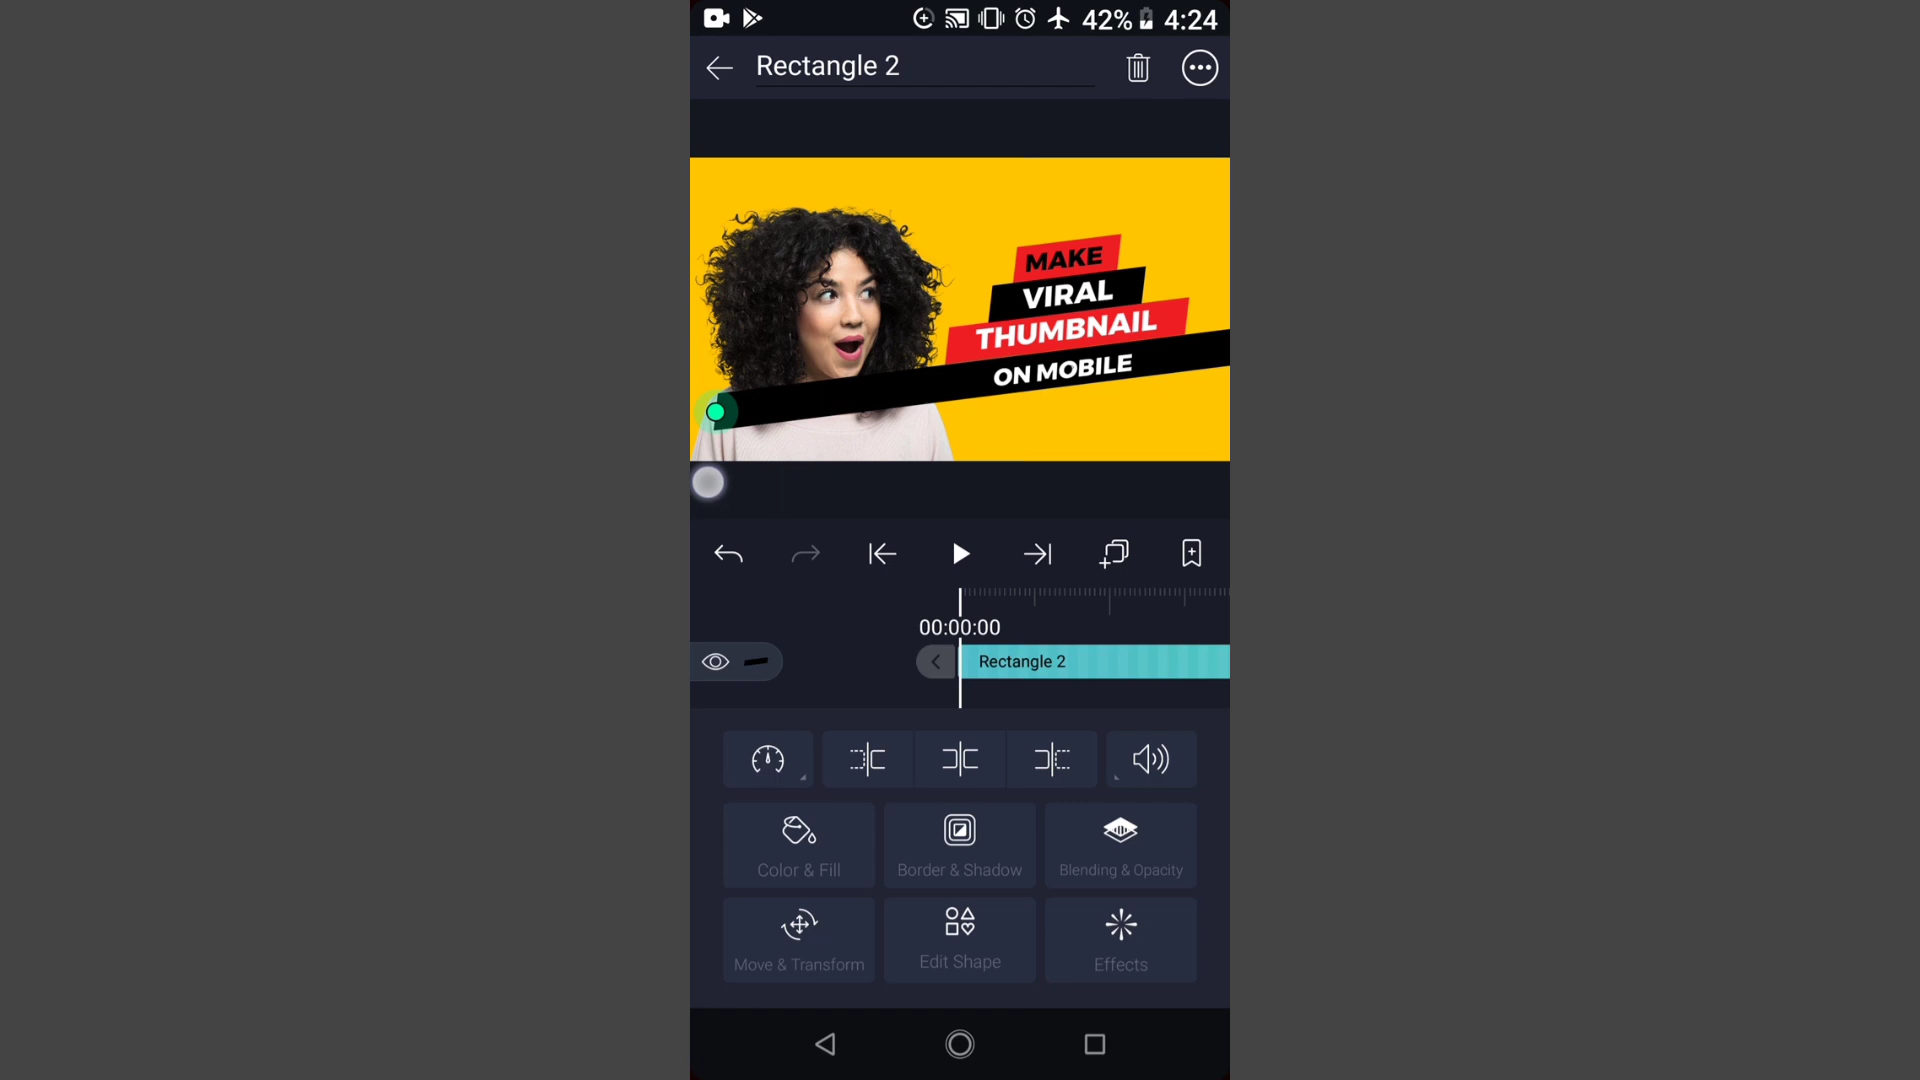 42% 4:24
Rectangle 2
MAKE
VIRAL
THUMBNAIL
ON MOBILE
00:00:00
Rectangle 2
Color & Fill
Border & Shadow
Blending & Opacity
Move & Transform
Edit Shape
Effects